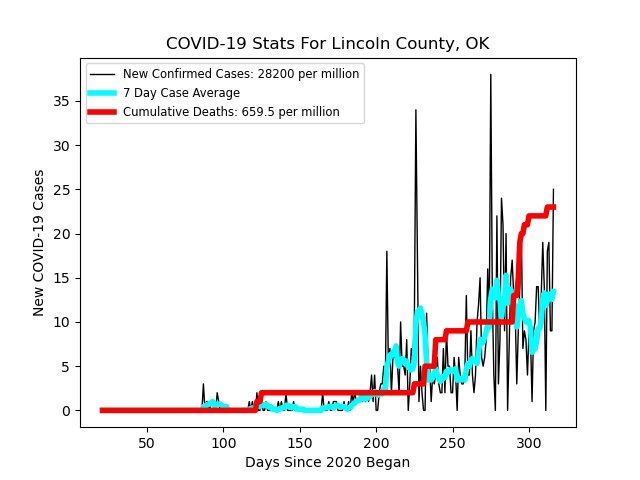 COVID-19 Stats For Lincoln County, OK
New Confirmed Cases: 28200 per million
7 Day Case Average
Cumulative Deaths: 659.5 per million
New COVID-19 Cases
35
30
25
20
15
10
5
0
50 100 150 200 250 300
Days Since 2020 Began